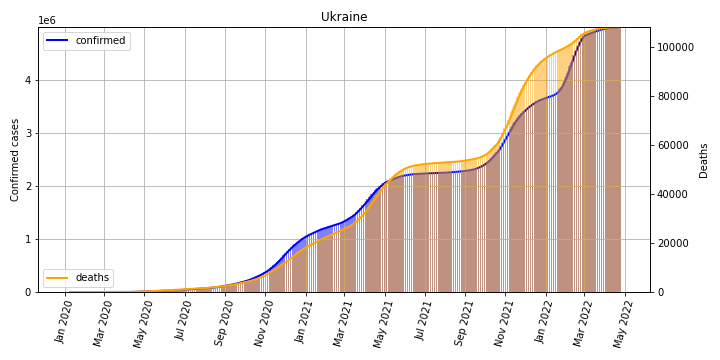 Ukraine
1e6
confirmed
deaths
Confirmed cases
4
3
2
1
0
Deaths
100000
80000
60000
40000
20000
0
Jan 2020
Mar 2020
May 2020
Jul 2020
Sep 2020
Nov 2020
Jan 2021
Mar 2021
May 2021
Jul 2021
Sep 2021
Nov 2021
Jan 2022
Mar 2022
May 2022